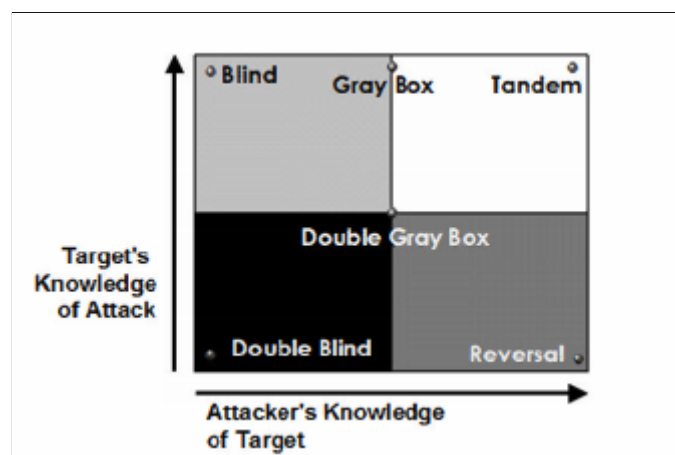 Blind
Gray Box
Tandem
Double Gray Box
Target's
Knowledge
of Attack
Double Blind
Reversal
Attacker's Knowledge
of Target